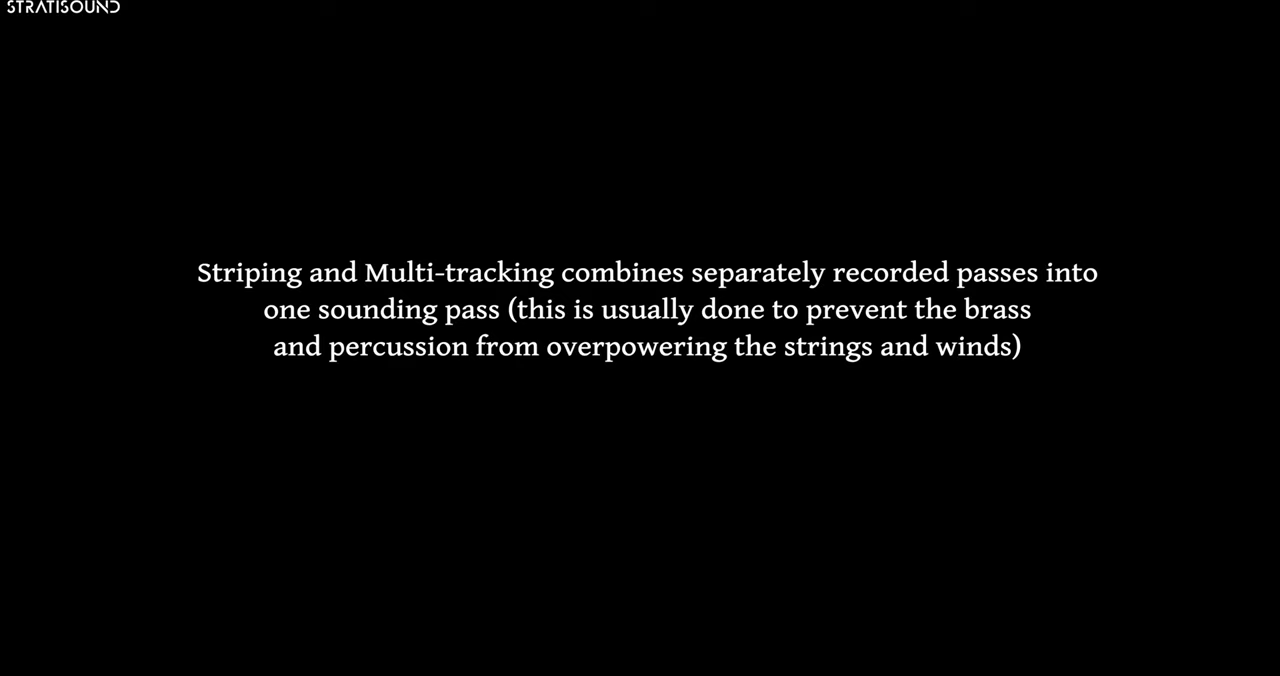 STRATISOUND
Striping and Multi-tracking combines separately recorded passes into
one sounding pass (this is usually done to prevent the brass
and percussion from overpowering the strings and winds)